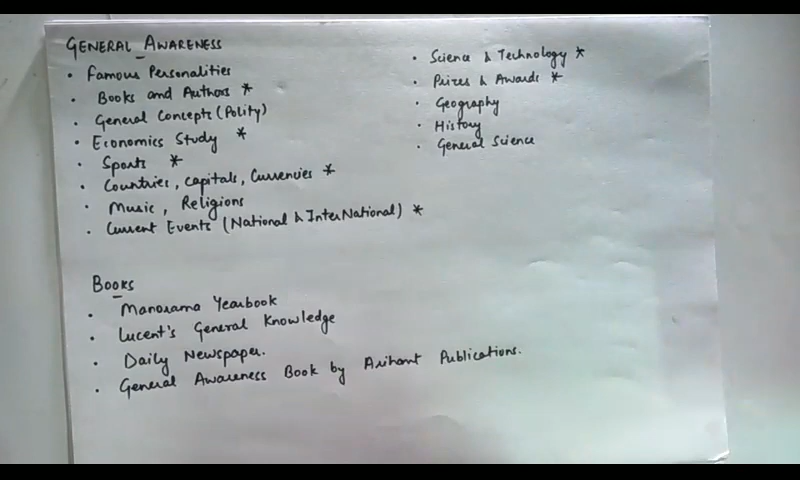 GENERAL AWARENESS
• Famous Personalities
• Books and Authors *
• General Concepts (Polity)
• Economics Study *
• Sports *
• Countries, Capitals, Currencies *
• Music, Religions
• Current Events (National & InterNational) *
• Science & Technology *
• Prizes & Awards *
• Geography
• History
• General Science
Books
• Manorama Yearbook
• Lucent's General Knowledge
• Daily Newspaper.
• General Awareness Book by Arihant Publications.